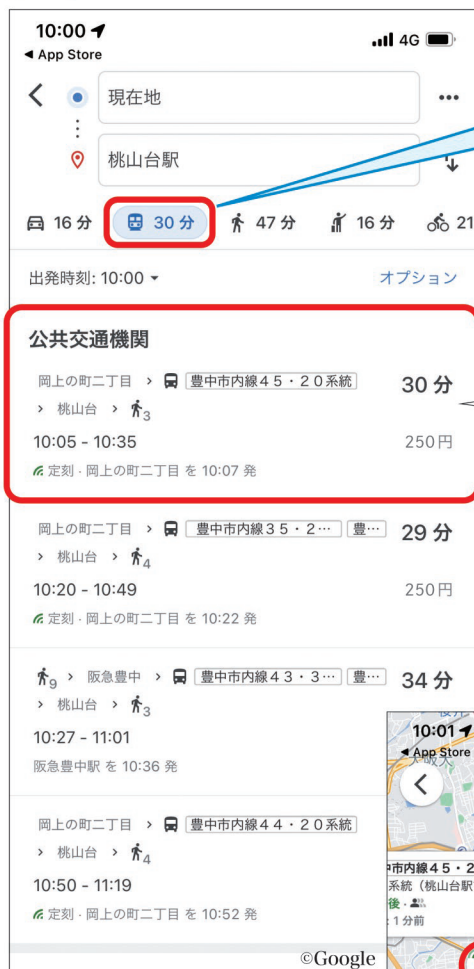 10:00
4G
◀ App Store
現在地
桃山台駅
16 分 30 分 47 分 16 分 21
出発時刻: 10:00 オプション
公共交通機関
岡上の町二丁目 › 豊中市内線45・20系統 30 分
› 桃山台 › 3
10:05 - 10:35 250円
定刻 · 岡上の町二丁目 を 10:07 発
岡上の町二丁目 › 豊中市内線35・2… 豊… 29 分
› 桃山台 › 4
10:20 - 10:49 250円
定刻 · 岡上の町二丁目 を 10:22 発
9 › 阪急豊中 › 豊中市内線43・3… 豊… 34 分
› 桃山台 › 3
10:27 - 11:01
阪急豊中駅 を 10:36 発
岡上の町二丁目 › 豊中市内線44・20系統
› 桃山台 › 4
10:50 - 11:19
定刻 · 岡上の町二丁目 を 10:52 発
10:01
◀ App Store
市内線45・2
系統（桃山台駅
後 ·
1 分前
©Google